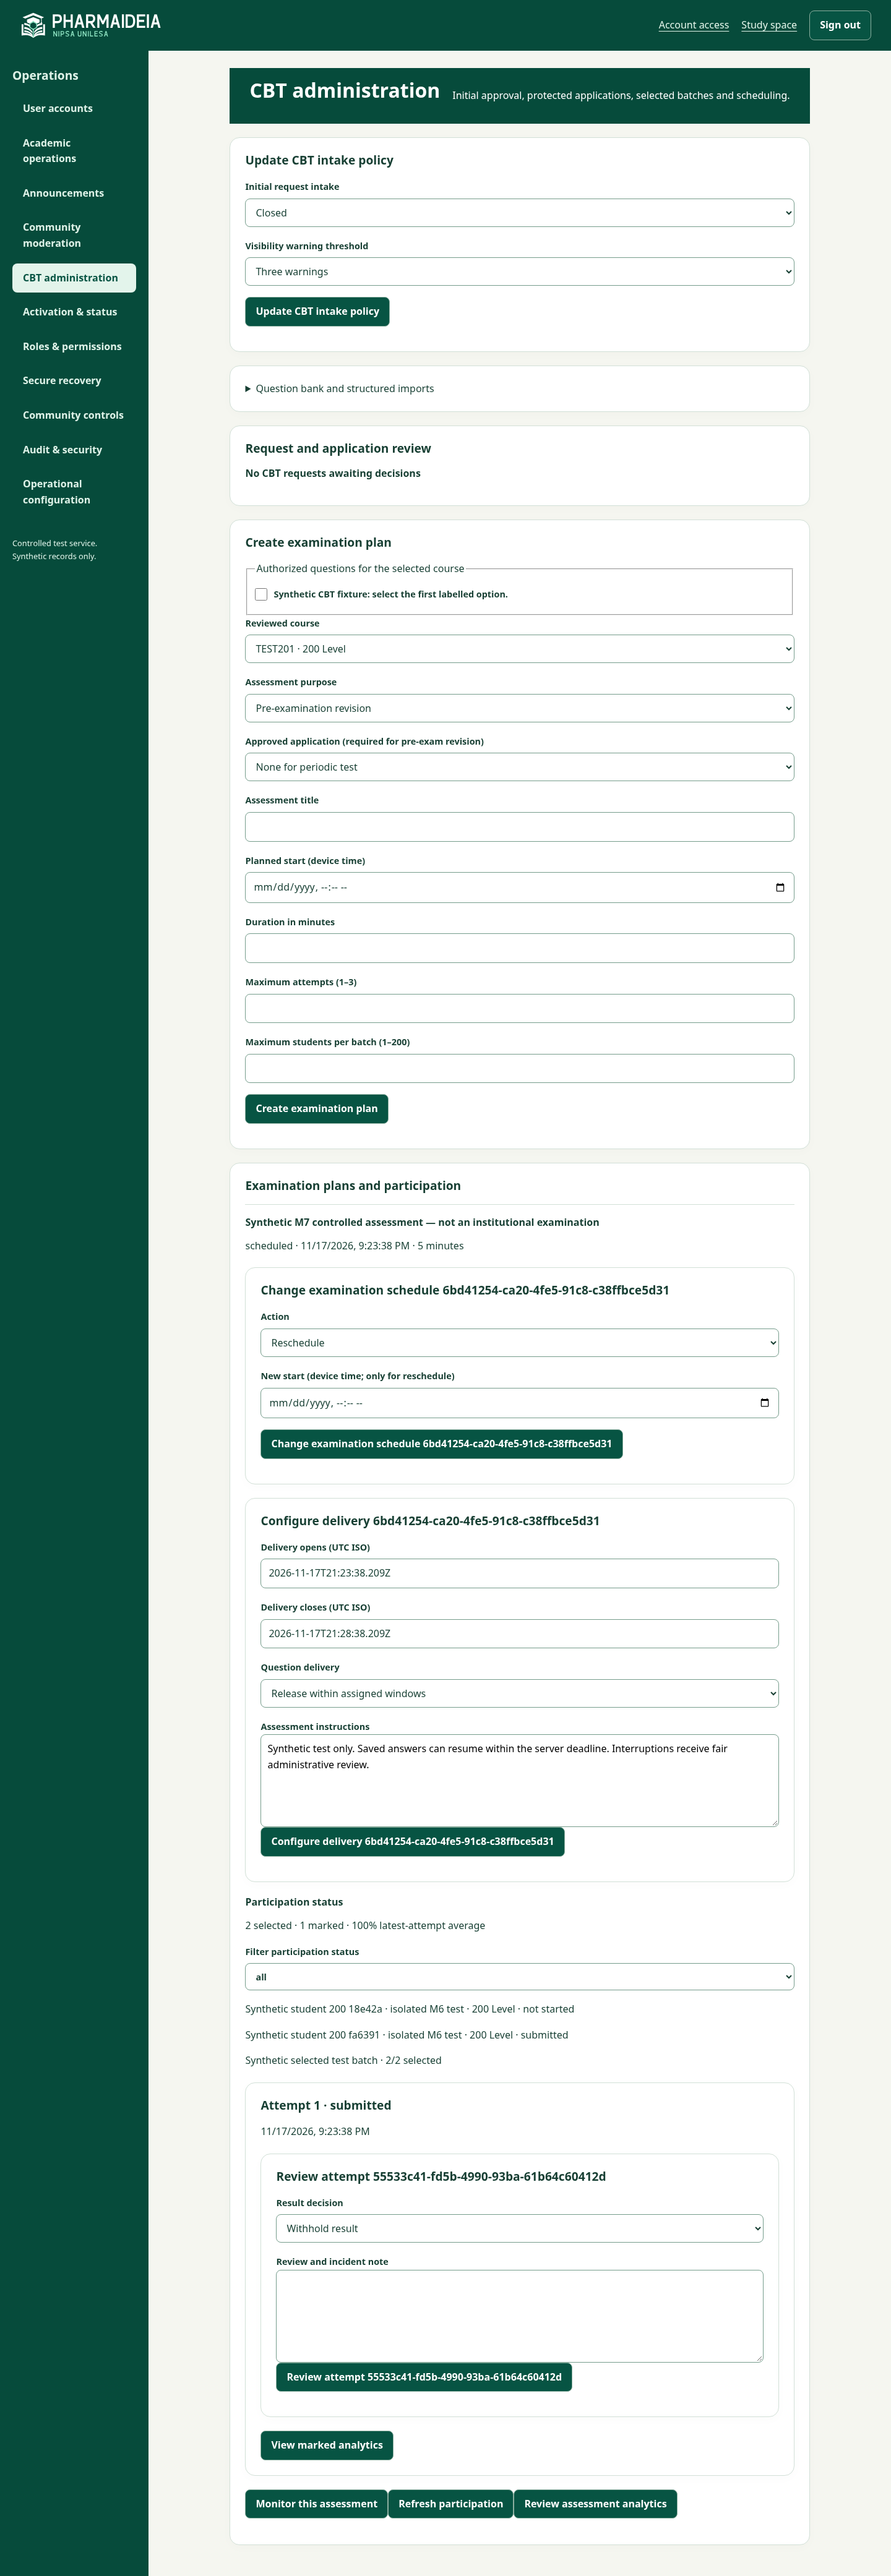 PHARMAIDEIA
NIPSA UNILESA
Account access
Study space
Sign out
Operations
User accounts
Academic
operations
Announcements
Community
moderation
CBT administration
Activation & status
Roles & permissions
Secure recovery
Community controls
Audit & security
Operational
configuration
Controlled test service.
Synthetic records only.
CBT administration
Initial approval, protected applications, selected batches and scheduling.
Update CBT intake policy
Initial request intake
Closed
Visibility warning threshold
Three warnings
Update CBT intake policy
Question bank and structured imports
Request and application review
No CBT requests awaiting decisions
Create examination plan
Authorized questions for the selected course
Synthetic CBT fixture: select the first labelled option.
Reviewed course
TEST201 · 200 Level
Assessment purpose
Pre-examination revision
Approved application (required for pre-exam revision)
None for periodic test
Assessment title
Planned start (device time)
mm/dd/yyyy, --:-- --
Duration in minutes
Maximum attempts (1–3)
Maximum students per batch (1–200)
Create examination plan
Examination plans and participation
Synthetic M7 controlled assessment — not an institutional examination
scheduled · 11/17/2026, 9:23:38 PM · 5 minutes
Change examination schedule 6bd41254-ca20-4fe5-91c8-c38ffbce5d31
Action
Reschedule
New start (device time; only for reschedule)
mm/dd/yyyy, --:-- --
Change examination schedule 6bd41254-ca20-4fe5-91c8-c38ffbce5d31
Configure delivery 6bd41254-ca20-4fe5-91c8-c38ffbce5d31
Delivery opens (UTC ISO)
2026-11-17T21:23:38.209Z
Delivery closes (UTC ISO)
2026-11-17T21:28:38.209Z
Question delivery
Release within assigned windows
Assessment instructions
Synthetic test only. Saved answers can resume within the server deadline. Interruptions receive fair
administrative review.
Configure delivery 6bd41254-ca20-4fe5-91c8-c38ffbce5d31
Participation status
2 selected · 1 marked · 100% latest-attempt average
Filter participation status
all
Synthetic student 200 18e42a · isolated M6 test · 200 Level · not started
Synthetic student 200 fa6391 · isolated M6 test · 200 Level · submitted
Synthetic selected test batch · 2/2 selected
Attempt 1 · submitted
11/17/2026, 9:23:38 PM
Review attempt 55533c41-fd5b-4990-93ba-61b64c60412d
Result decision
Withhold result
Review and incident note
Review attempt 55533c41-fd5b-4990-93ba-61b64c60412d
View marked analytics
Monitor this assessment
Refresh participation
Review assessment analytics